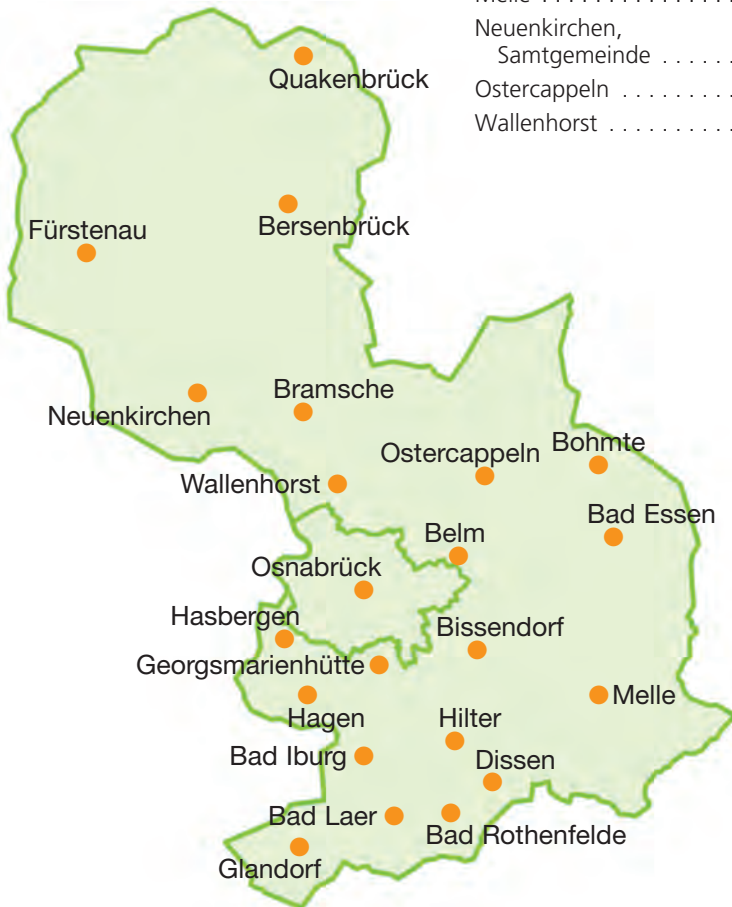 Melle . . . . . . . . . . . . . . .
Neuenkirchen,
Samtgemeinde . . . . . .
Ostercappeln . . . . . . . .
Wallenhorst . . . . . . . . . .
Quakenbrück
Bersenbrück
Fürstenau
Bramsche
Neuenkirchen
Ostercappeln
Bohmte
Wallenhorst
Bad Essen
Belm
Osnabrück
Hasbergen
Bissendorf
Georgsmarienhütte
Melle
Hagen
Hilter
Bad Iburg
Dissen
Bad Laer
Bad Rothenfelde
Glandorf